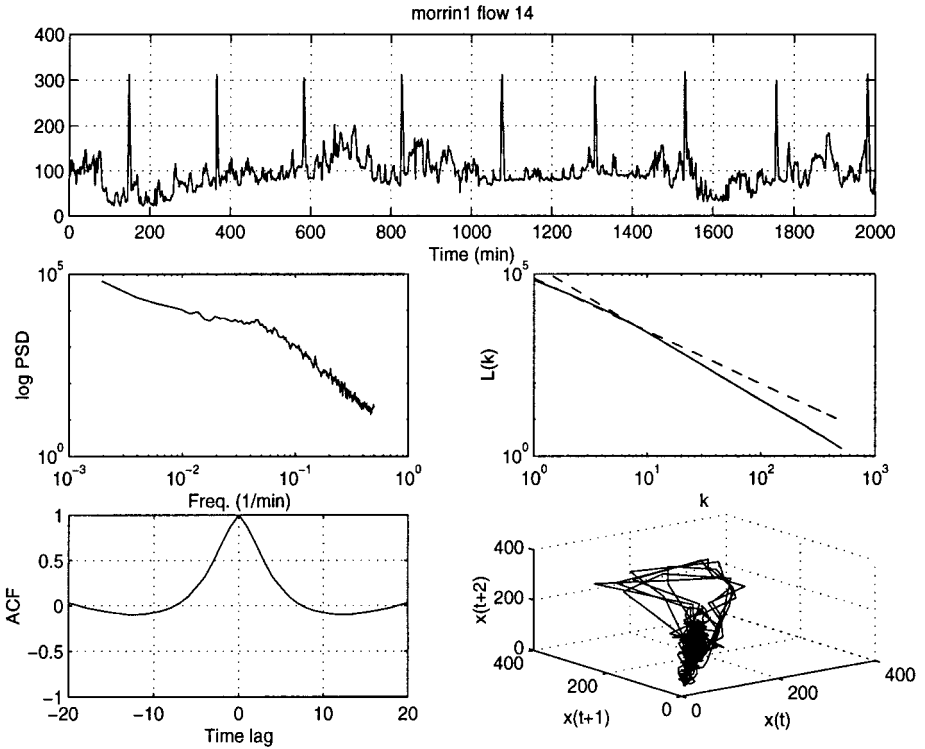 morrin1 flow 14
400
300
200
100
0
0 200 400 600 800 1000 1200 1400 1600 1800 2000
Time (min)
log PSD
10^5
10^0
10^−3 10^−2 10^−1 10^0
Freq. (1/min)
L(k)
10^5
10^0
10^0 10^1 10^2 10^3
k
ACF
1
0.5
0
−0.5
−1
−20 −10 0 10 20
Time lag
x(t+2)
400
200
0
400
200
0
x(t+1)
0
200
400
x(t)